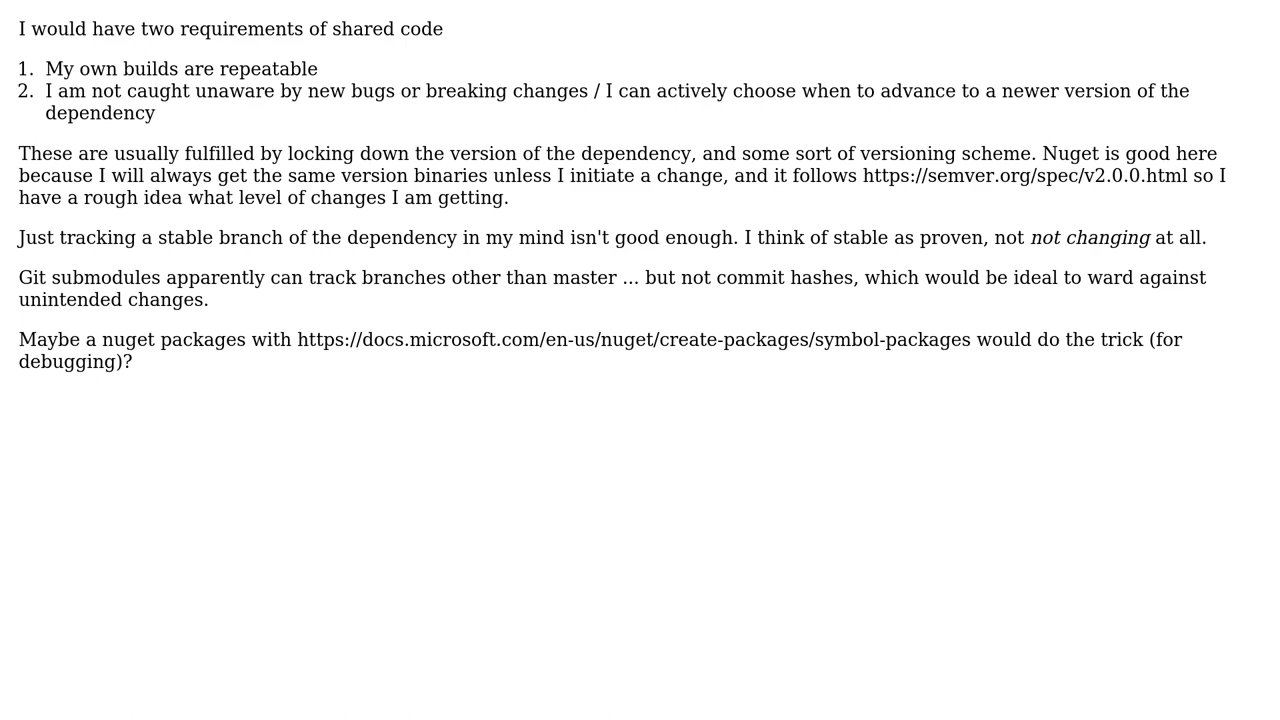 I would have two requirements of shared code
1. My own builds are repeatable
2. I am not caught unaware by new bugs or breaking changes / I can actively choose when to advance to a newer version of the
dependency
These are usually fulfilled by locking down the version of the dependency, and some sort of versioning scheme. Nuget is good here
because I will always get the same version binaries unless I initiate a change, and it follows https://semver.org/spec/v2.0.0.html so I
have a rough idea what level of changes I am getting.
Just tracking a stable branch of the dependency in my mind isn't good enough. I think of stable as proven, not not changing at all.
Git submodules apparently can track branches other than master ... but not commit hashes, which would be ideal to ward against
unintended changes.
Maybe a nuget packages with https://docs.microsoft.com/en-us/nuget/create-packages/symbol-packages would do the trick (for
debugging)?